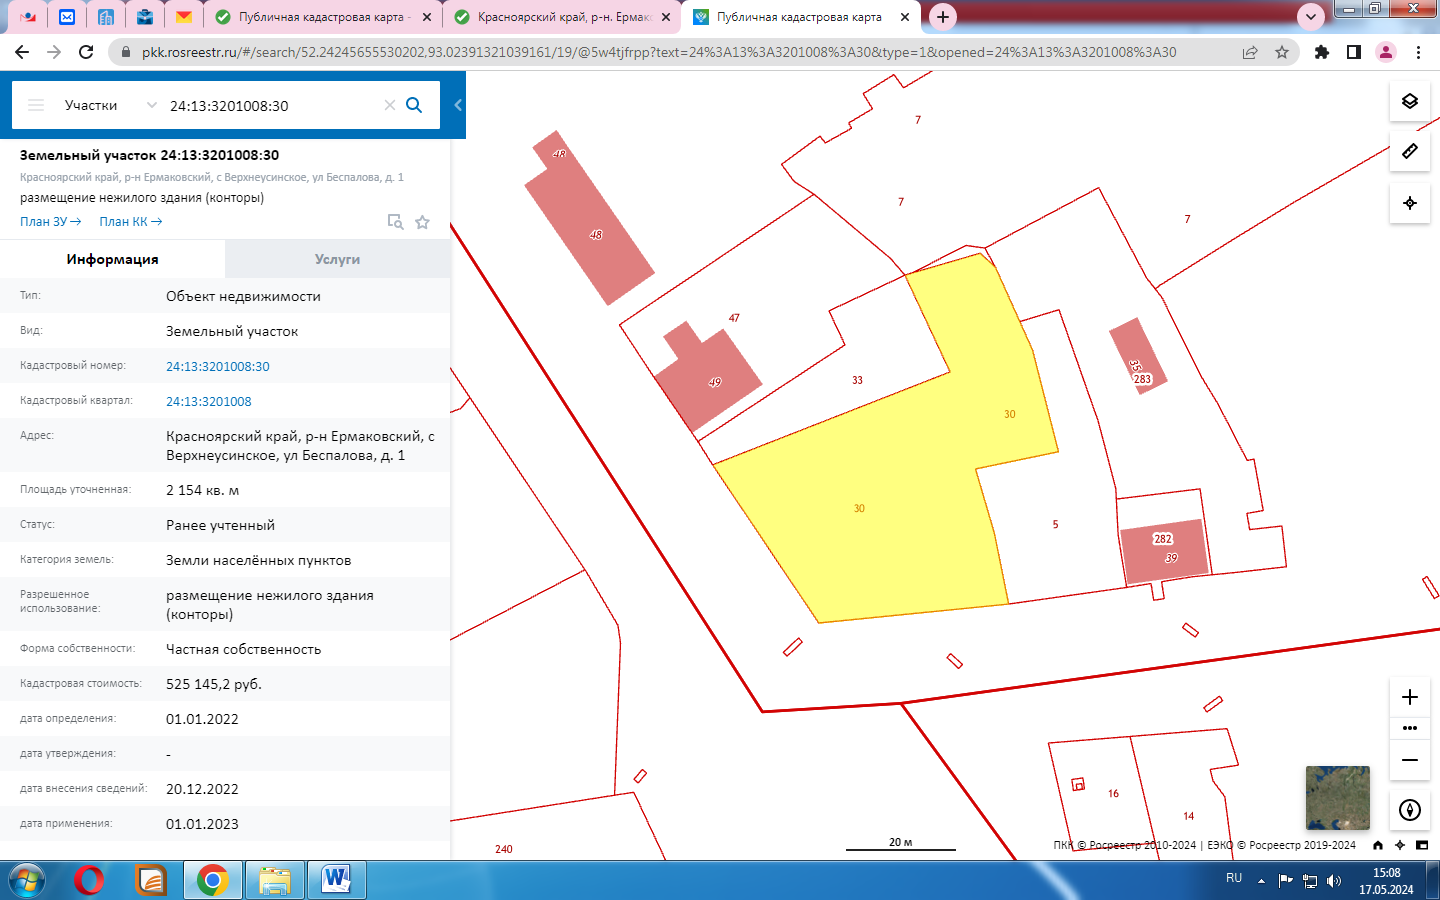 Публичная кадастровая карта -
Красноярский край, р-н. Ермако
Публичная кадастровая карта
pkk.rosreestr.ru/#/search/52.24245655530202,93.02391321039161/19/@5w4tjfrpp?text=24%3A13%3A3201008%3A30&type=1&opened=24%3A13%3A3201008%3A30
Участки
24:13:3201008:30
Земельный участок 24:13:3201008:30
Красноярский край, р-н Ермаковский, с Верхнеусинское, ул Беспалова, д. 1
размещение нежилого здания (конторы)
План ЗУ →
План КК →
Информация
Услуги
Тип:
Объект недвижимости
Вид:
Земельный участок
Кадастровый номер:
24:13:3201008:30
Кадастровый квартал:
24:13:3201008
Адрес:
Красноярский край, р-н Ермаковский, с
Верхнеусинское, ул Беспалова, д. 1
Площадь уточненная:
2 154 кв. м
Статус:
Ранее учтенный
Категория земель:
Земли населённых пунктов
Разрешенное
использование:
размещение нежилого здания
(конторы)
Форма собственности:
Частная собственность
Кадастровая стоимость:
525 145,2 руб.
дата определения:
01.01.2022
дата утверждения:
-
дата внесения сведений:
20.12.2022
дата применения:
01.01.2023
7
48
7
7
48
47
35
283
33
49
30
30
5
282
39
16
14
240
20 м
ПКК © Росреестр 2010-2024 | ЕЭКО © Росреестр 2019-2024
RU
15:08
17.05.2024